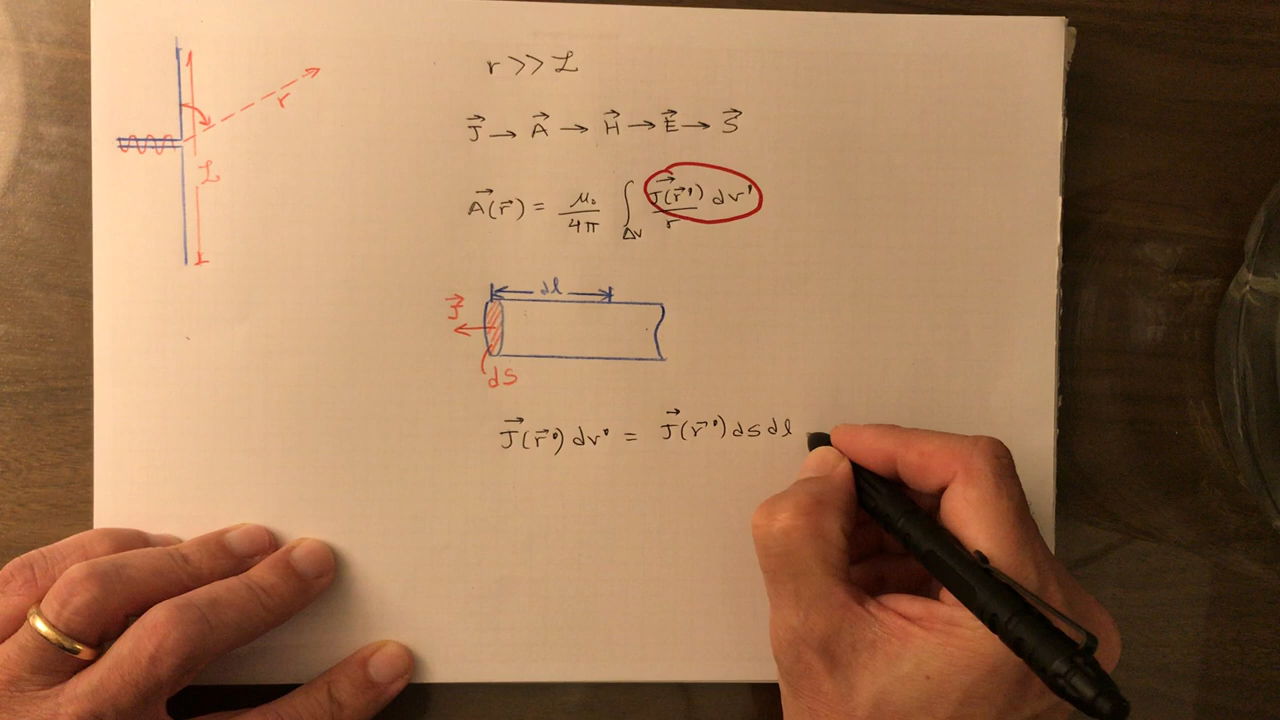 r >> ℒ
r
J⃗ → A⃗ → H⃗ → E⃗ → S⃗
ℒ
A⃗(r⃗) = μ₀/4π ∫_ΔV J⃗(r⃗')/r dv'
dl
J⃗
dS
J⃗(r⃗') dv' = J⃗(r⃗') ds dl